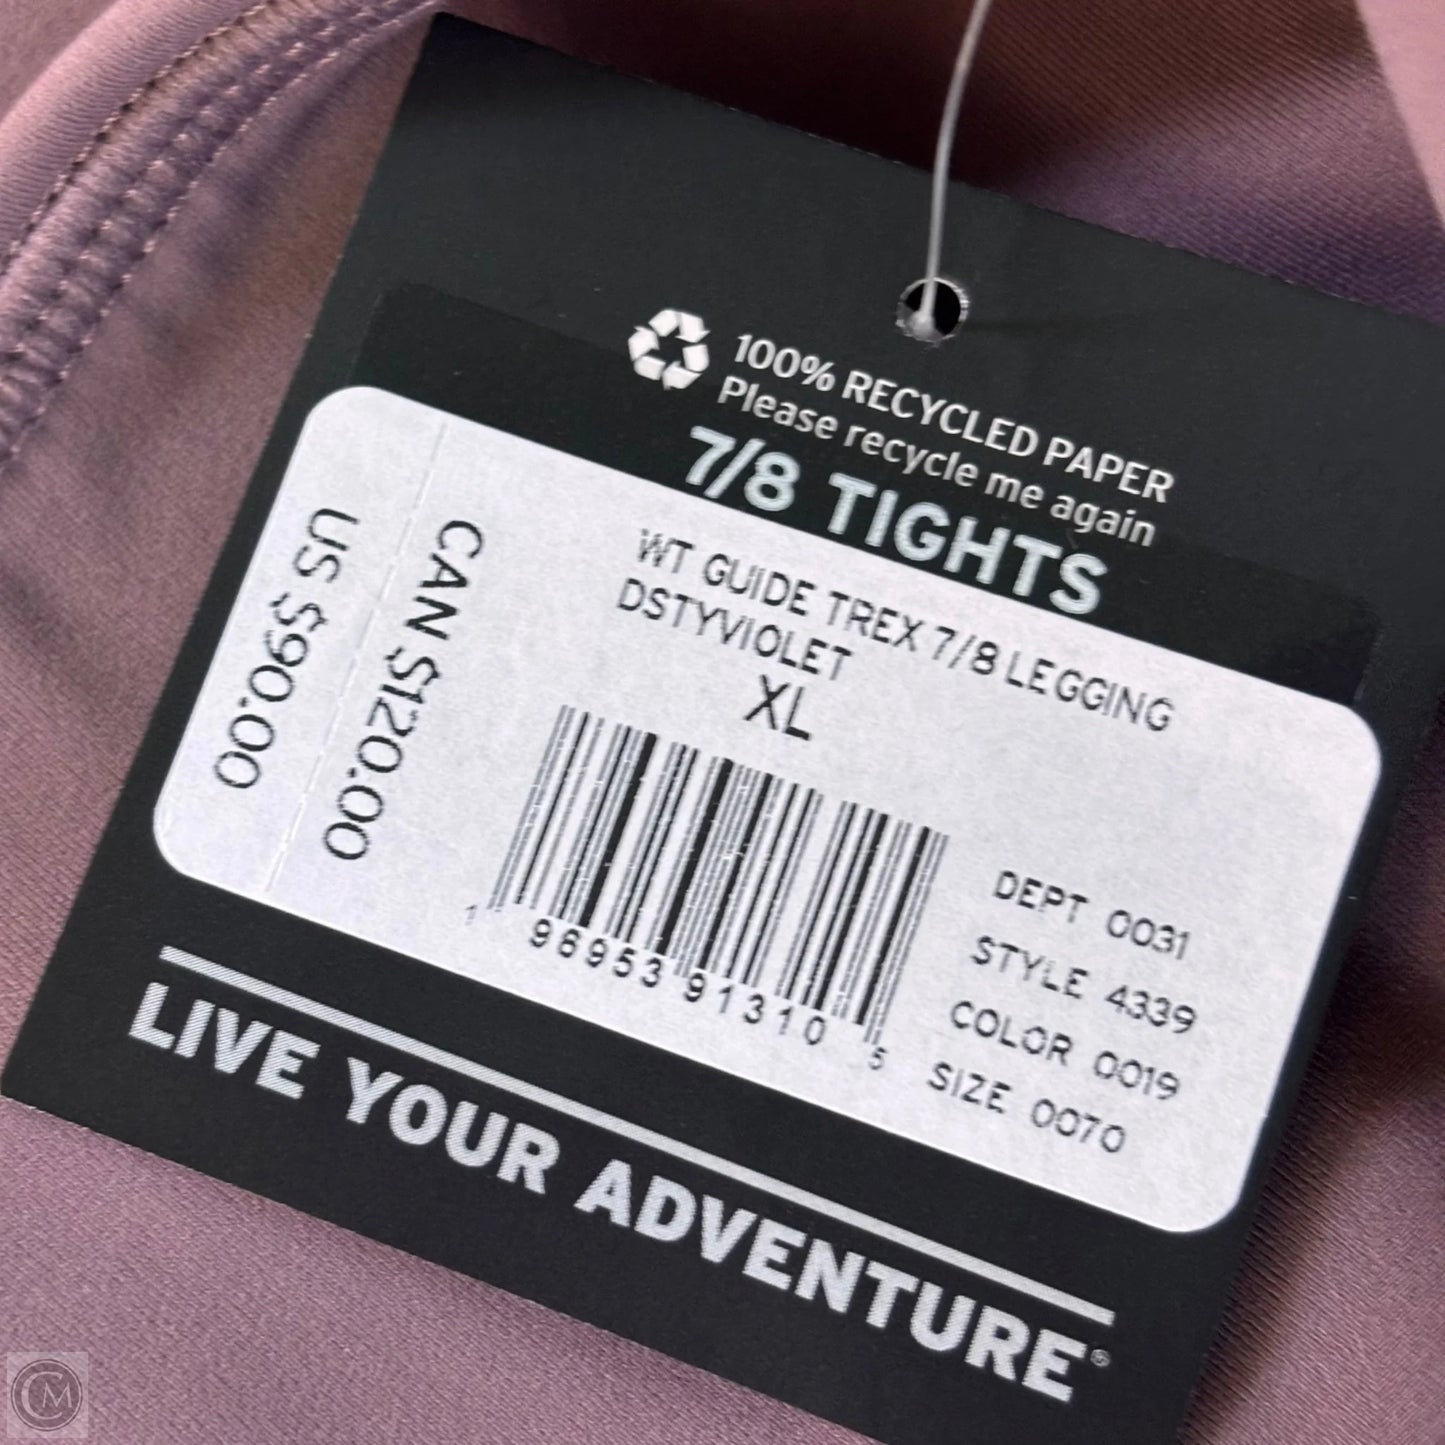 100% RECYCLED PAPER
Please recycle me again
7/8 TIGHTS
WT GUIDE TREX 7/8 LEGGING
DSTYVIOLET
XL
US $90.00
CAN $120.00
1 96953 91310 5
DEPT 0031
STYLE 4339
COLOR 0019
SIZE 0070
LIVE YOUR ADVENTURE®
CM